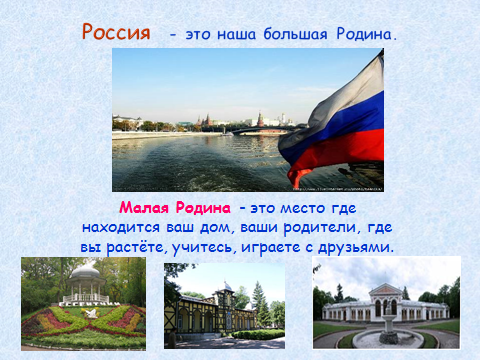 Россия - это наша большая Родина.
Малая Родина - это место где
находится ваш дом, ваши родители, где
вы растёте, учитесь, играете с друзьями.